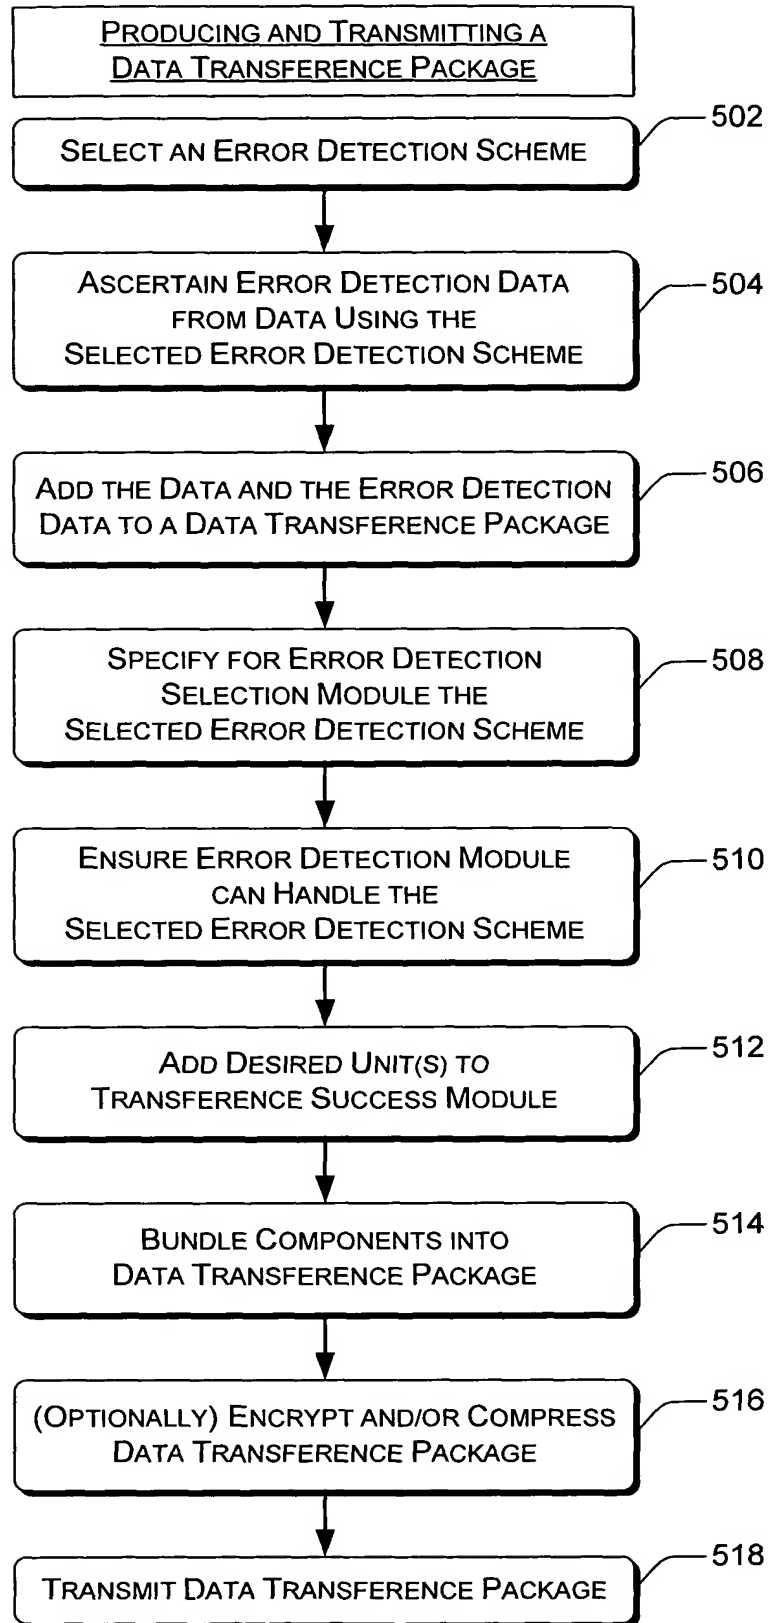 PRODUCING AND TRANSMITTING A
DATA TRANSFERENCE PACKAGE
502
SELECT AN ERROR DETECTION SCHEME
504
ASCERTAIN ERROR DETECTION DATA
FROM DATA USING THE
SELECTED ERROR DETECTION SCHEME
506
ADD THE DATA AND THE ERROR DETECTION
DATA TO A DATA TRANSFERENCE PACKAGE
508
SPECIFY FOR ERROR DETECTION
SELECTION MODULE THE
SELECTED ERROR DETECTION SCHEME
510
ENSURE ERROR DETECTION MODULE
CAN HANDLE THE
SELECTED ERROR DETECTION SCHEME
512
ADD DESIRED UNIT(S) TO
TRANSFERENCE SUCCESS MODULE
514
BUNDLE COMPONENTS INTO
DATA TRANSFERENCE PACKAGE
516
(OPTIONALLY) ENCRYPT AND/OR COMPRESS
DATA TRANSFERENCE PACKAGE
518
TRANSMIT DATA TRANSFERENCE PACKAGE